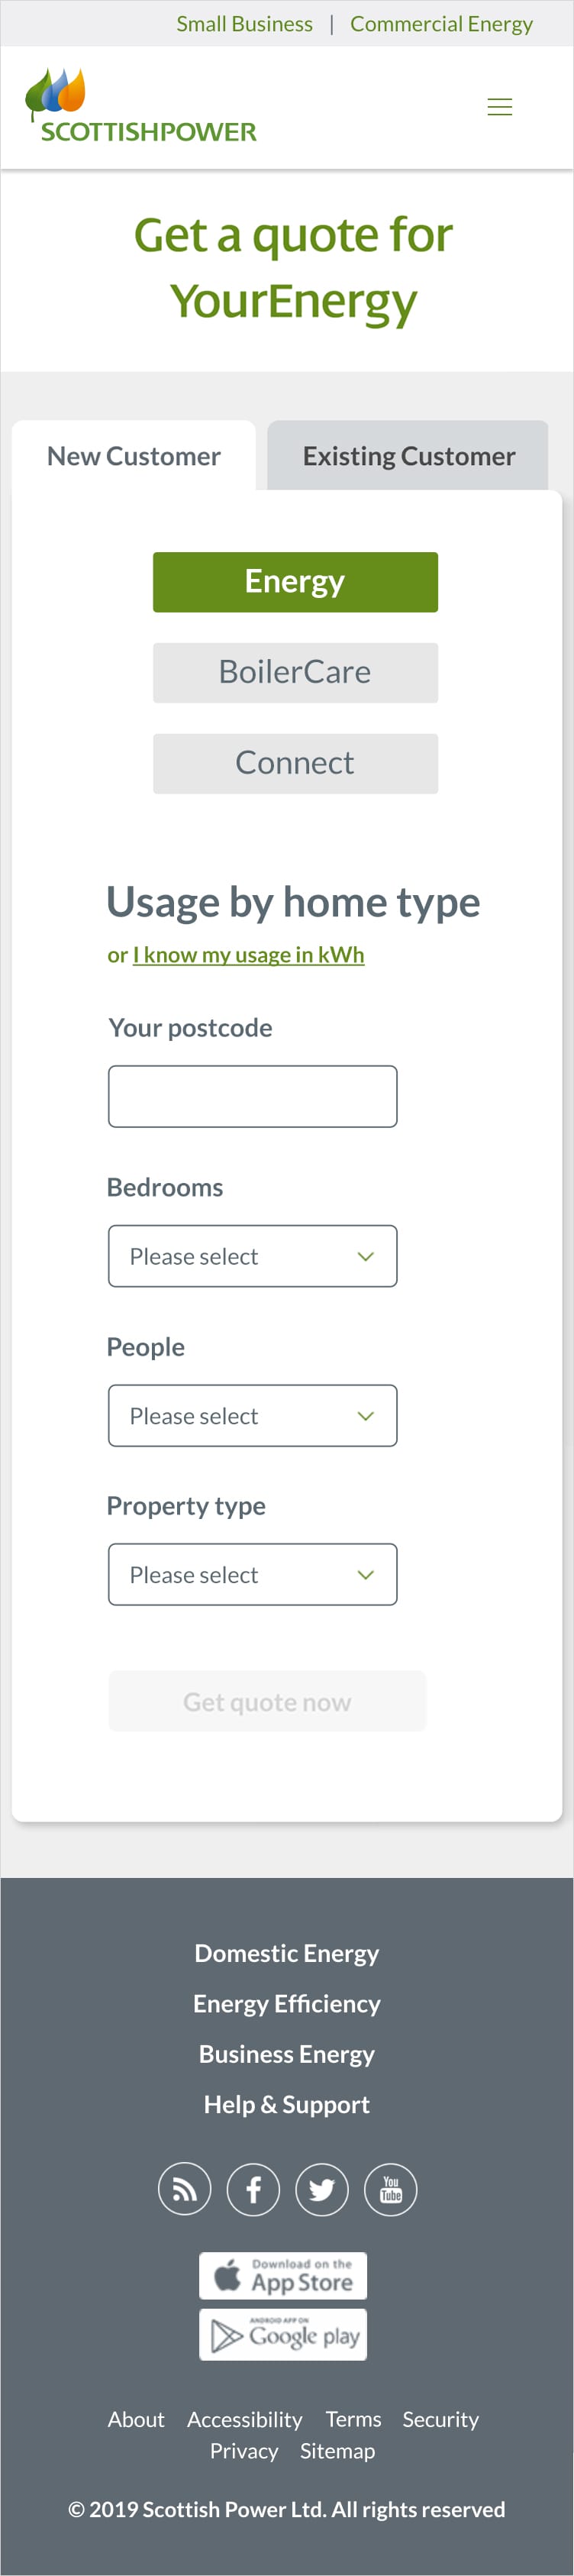 Small Business | Commercial Energy
SCOTTISHPOWER
Get a quote for
YourEnergy
New Customer
Existing Customer
Energy
BoilerCare
Connect
Usage by home type
or I know my usage in kWh
Your postcode
Bedrooms
Please select
People
Please select
Property type
Please select
Get quote now
Domestic Energy
Energy Efficiency
Business Energy
Help & Support
You
Tube
Download on the
App Store
ANDROID APP ON
Google play
About Accessibility Terms Security
Privacy Sitemap
© 2019 Scottish Power Ltd. All rights reserved